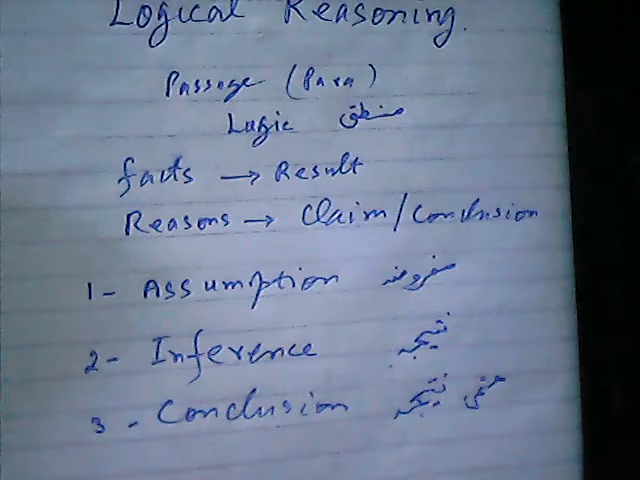 Logical Reasoning.
Passage (Para)
Logic منطق
facts → Result
Reasons → Claim/Conclusion
1- Assumption مفروضہ
2- Inference نتیجہ
3- Conclusion نتیجہ